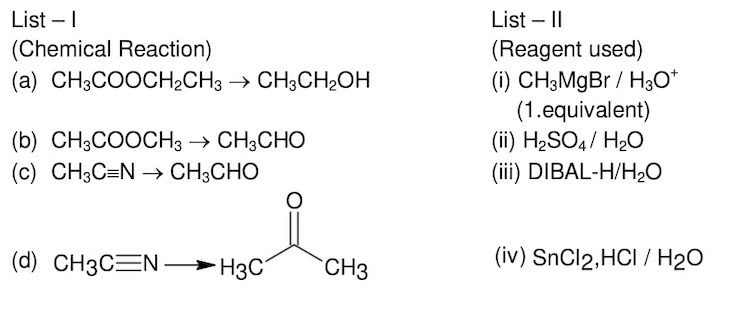 List – I List – II
(Chemical Reaction) (Reagent used)
(a) CH₃COOCH₂CH₃ → CH₃CH₂OH (i) CH₃MgBr / H₃O⁺
(1.equivalent)
(b) CH₃COOCH₃ → CH₃CHO (ii) H₂SO₄ / H₂O
(c) CH₃C≡N → CH₃CHO (iii) DIBAL-H/H₂O
O
(d) CH₃C≡N → H₃C CH₃ (iv) SnCl₂,HCl / H₂O